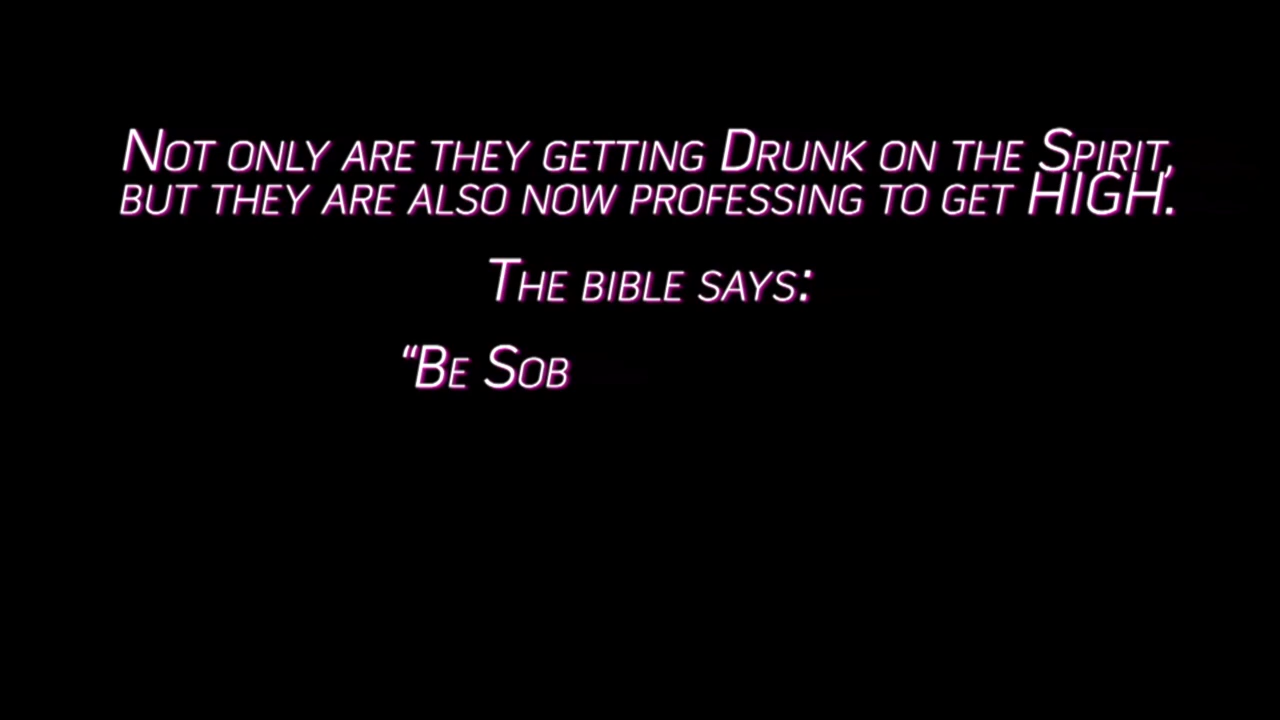 Not only are they getting Drunk on the Spirit,
but they are also now professing to get HIGH.
The bible says:
“Be Sob